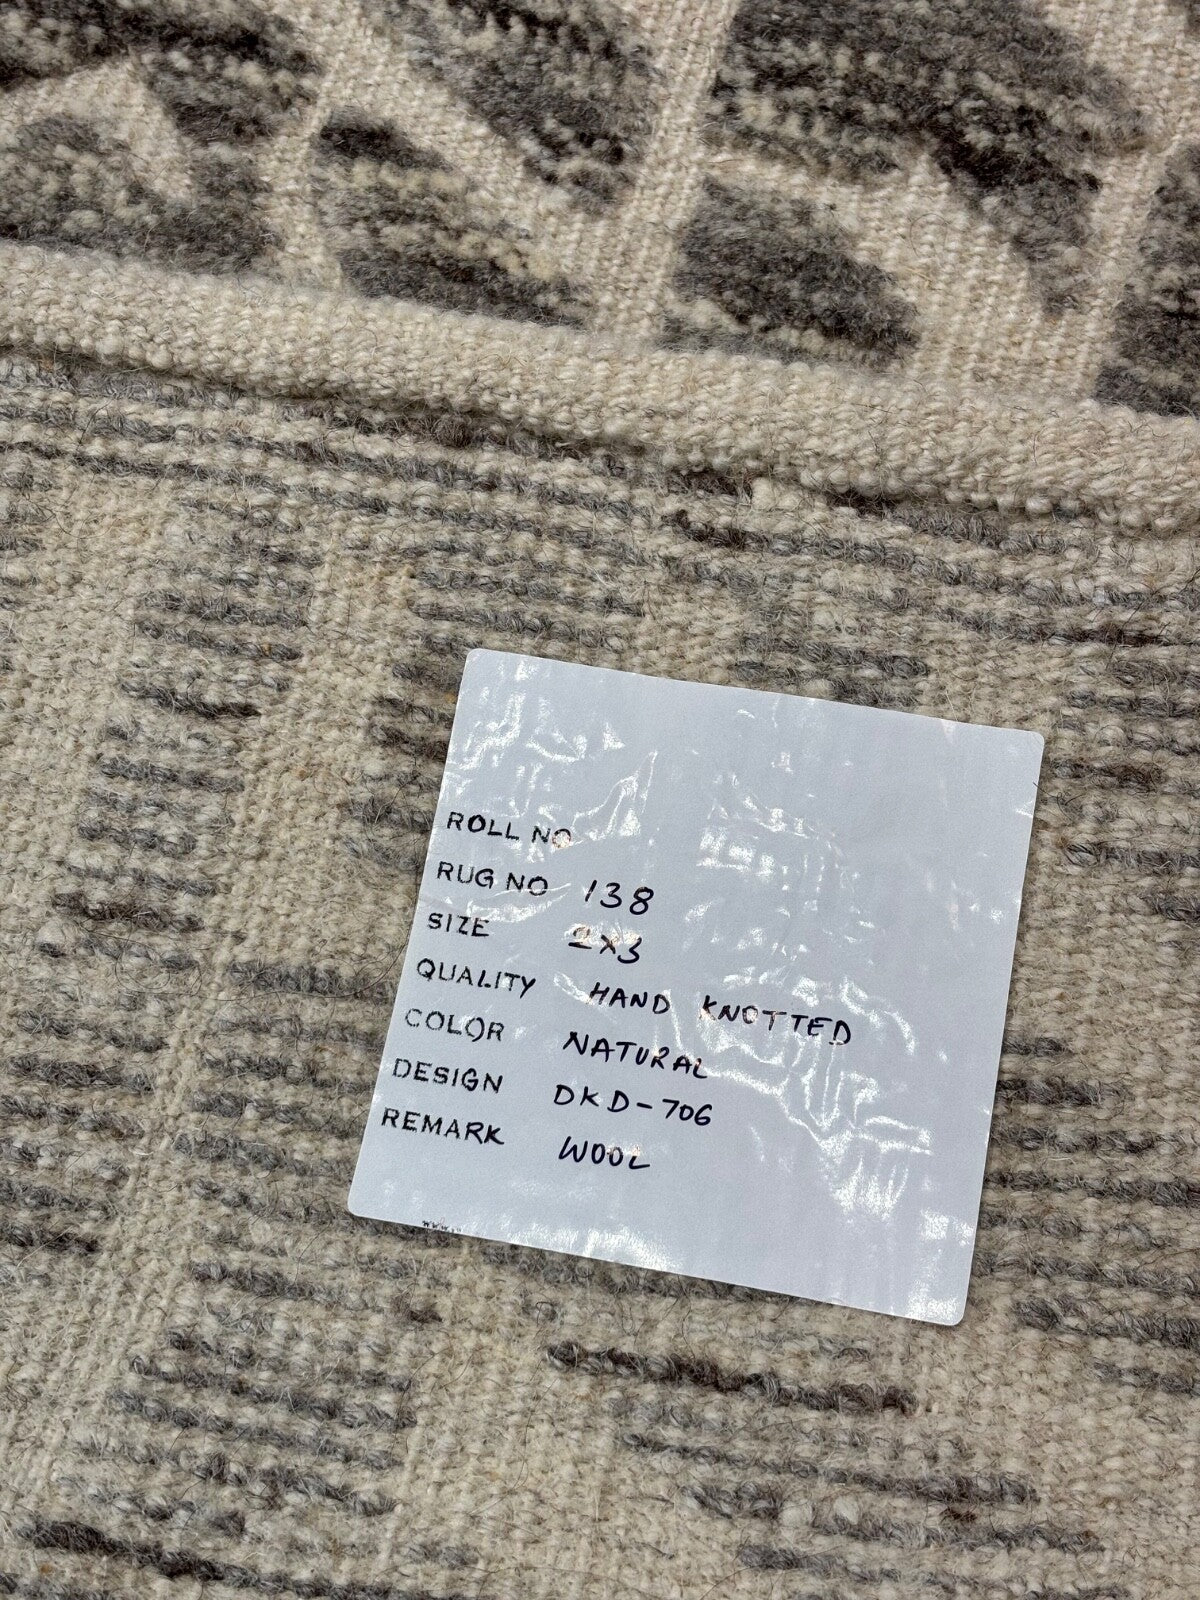 ROLL NO
RUG NO 138
SIZE 2X3
QUALITY HAND KNOTTED
COLOR NATURAL
DESIGN DKD-706
REMARK WOOL